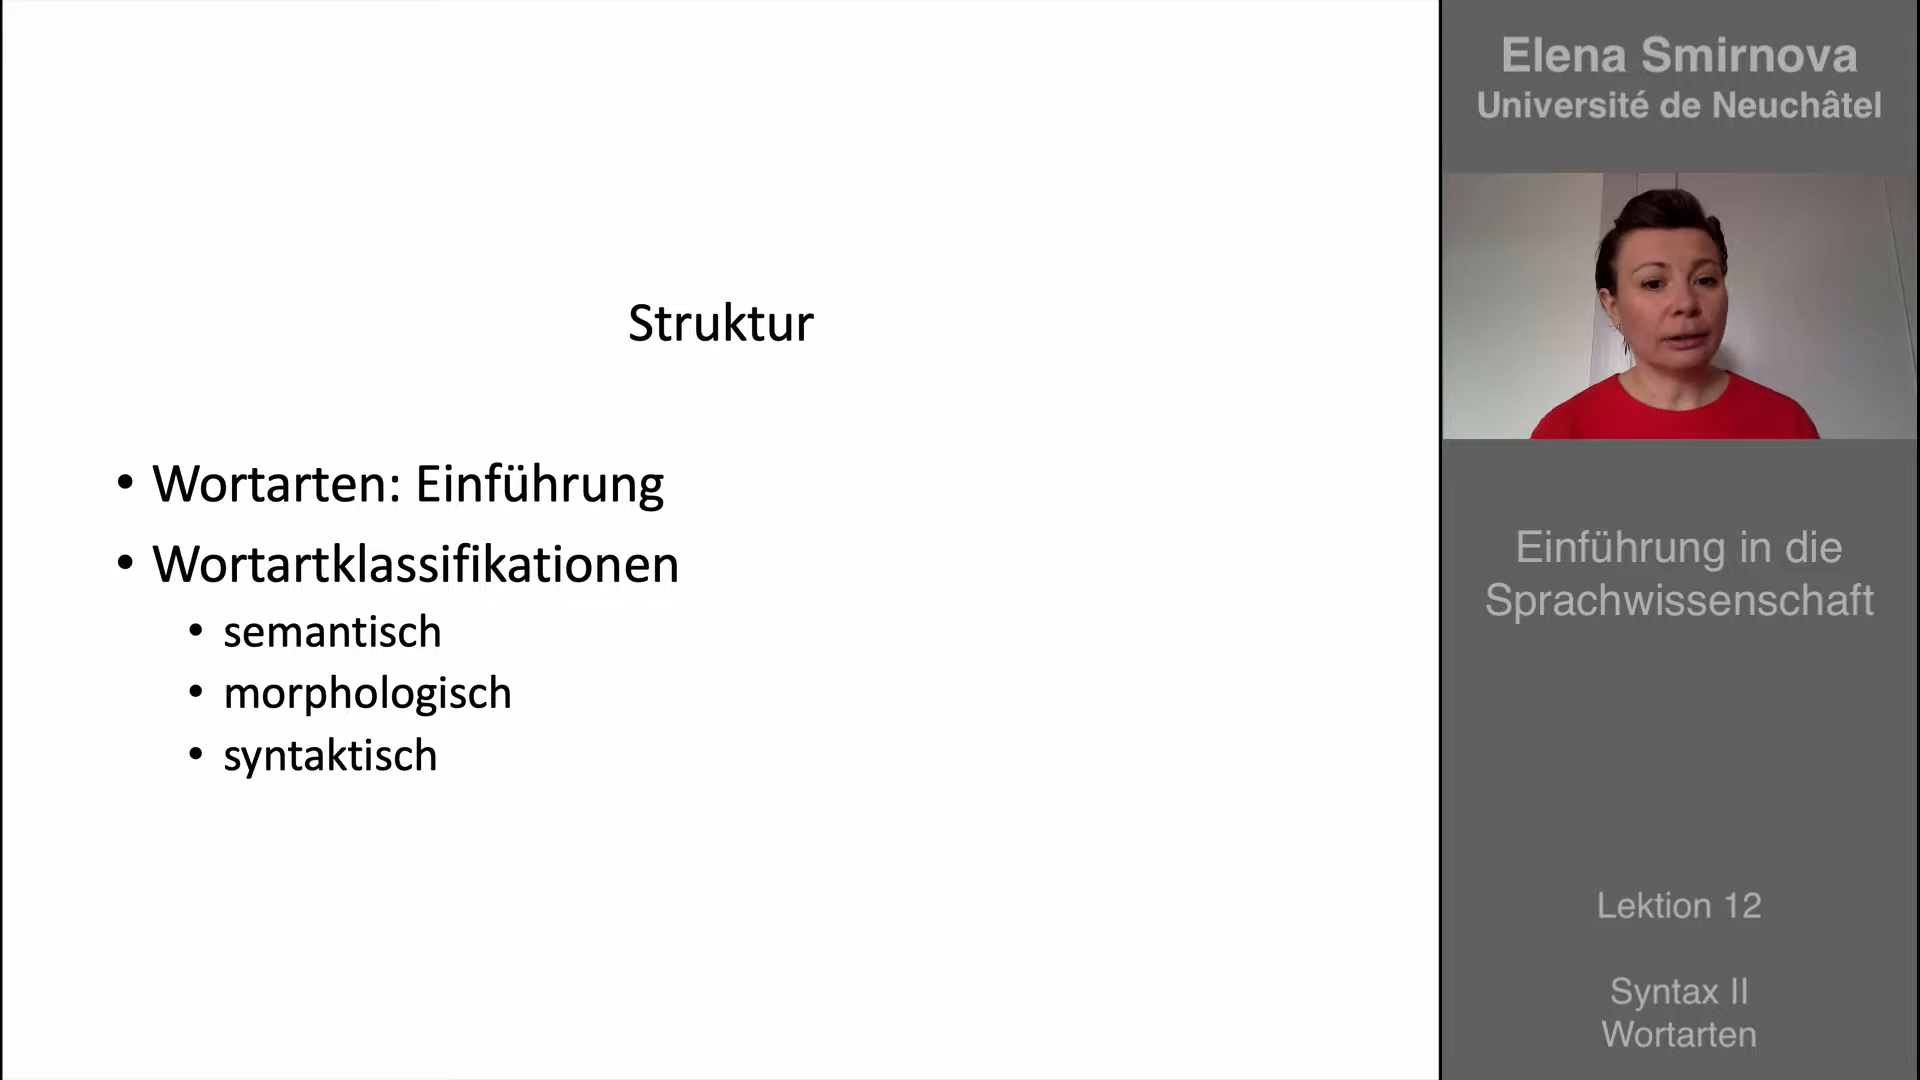 Struktur
• Wortarten: Einführung
• Wortartklassifikationen
• semantisch
• morphologisch
• syntaktisch
Elena Smirnova
Université de Neuchâtel
Einführung in die
Sprachwissenschaft
Lektion 12
Syntax II
Wortarten